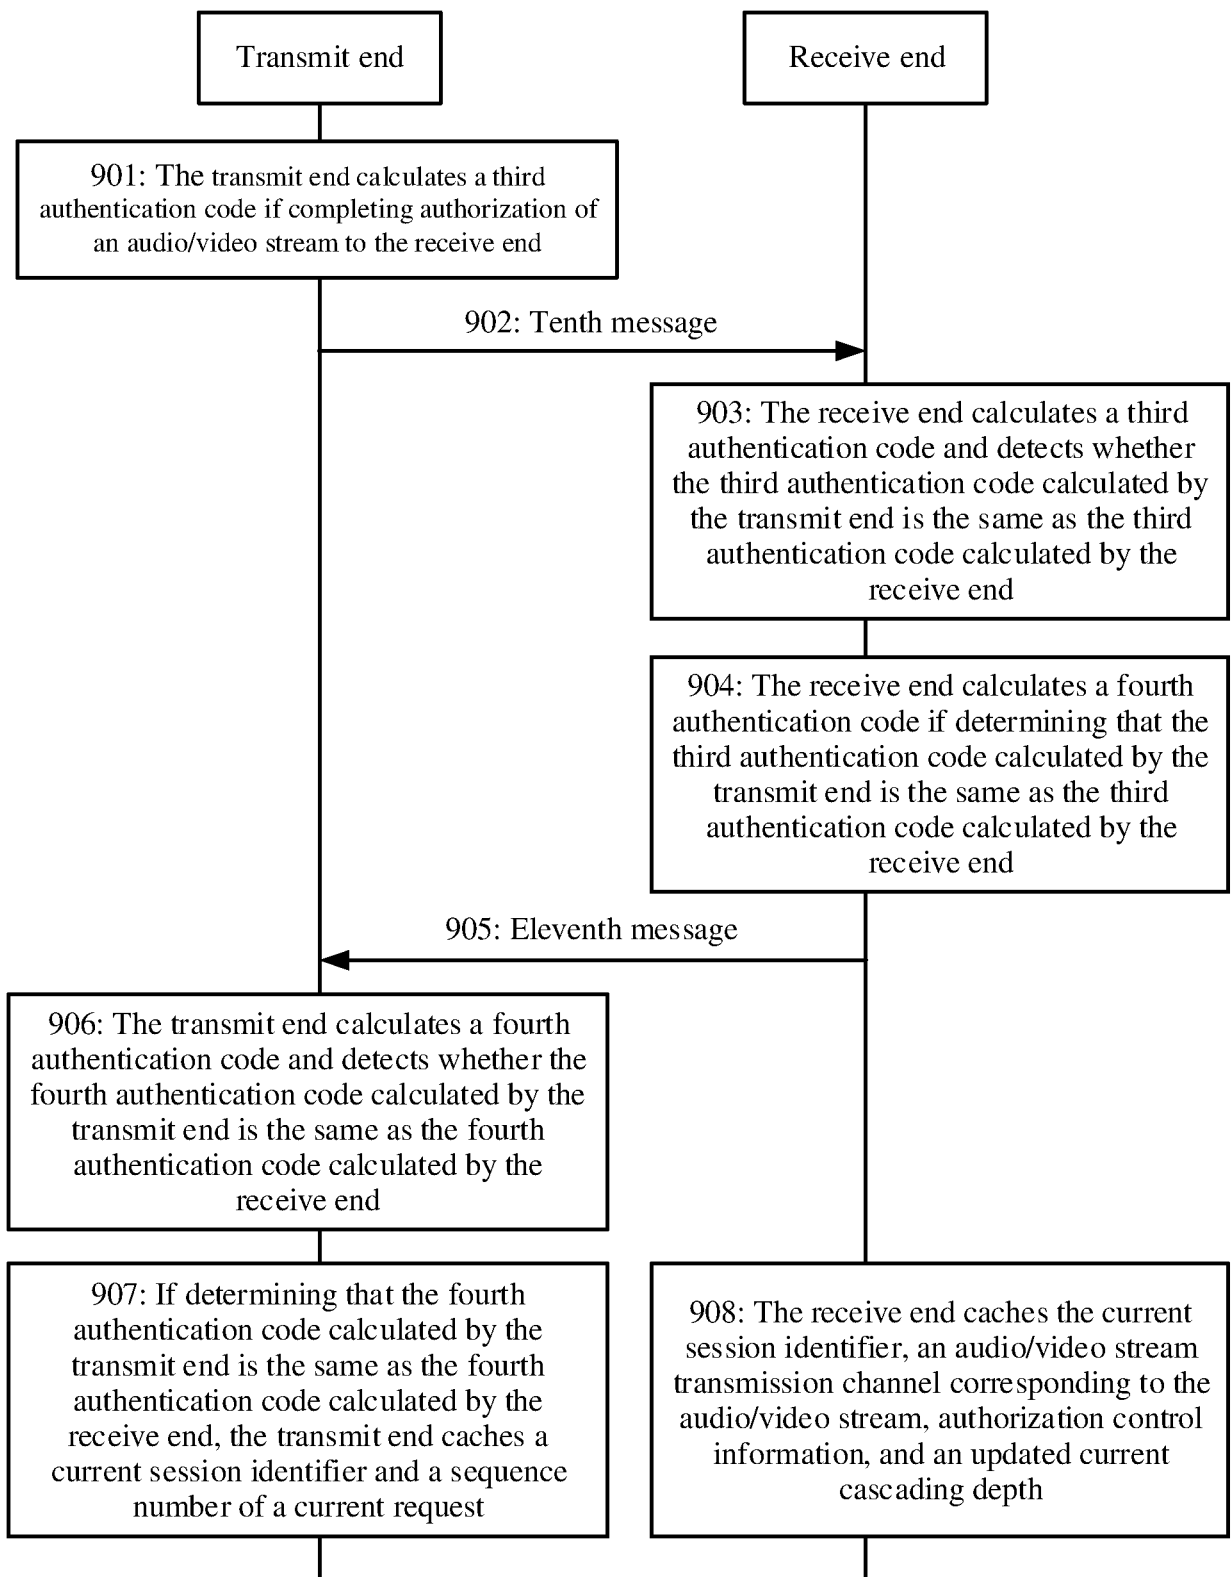 Transmit end
Receive end
901: The transmit end calculates a third
authentication code if completing authorization of
an audio/video stream to the receive end
902: Tenth message
903: The receive end calculates a third
authentication code and detects whether
the third authentication code calculated by
the transmit end is the same as the third
authentication code calculated by the
receive end
904: The receive end calculates a fourth
authentication code if determining that the
third authentication code calculated by the
transmit end is the same as the third
authentication code calculated by the
receive end
905: Eleventh message
906: The transmit end calculates a fourth
authentication code and detects whether the
fourth authentication code calculated by the
transmit end is the same as the fourth
authentication code calculated by the
receive end
907: If determining that the fourth
authentication code calculated by the
transmit end is the same as the fourth
authentication code calculated by the
receive end, the transmit end caches a
current session identifier and a sequence
number of a current request
908: The receive end caches the current
session identifier, an audio/video stream
transmission channel corresponding to the
audio/video stream, authorization control
information, and an updated current
cascading depth